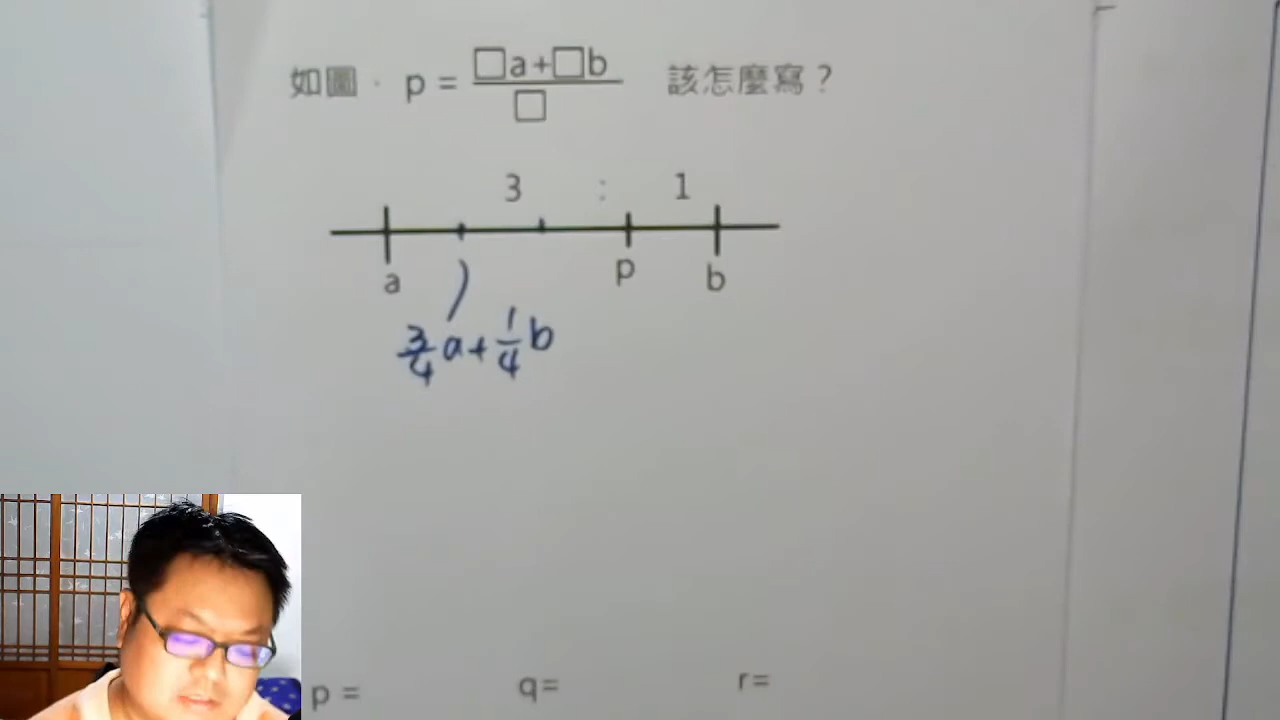 如圖．p = □a+□b / □ 該怎麼寫？
3 : 1
a p b
3/4 a + 1/4 b
p = q= r=